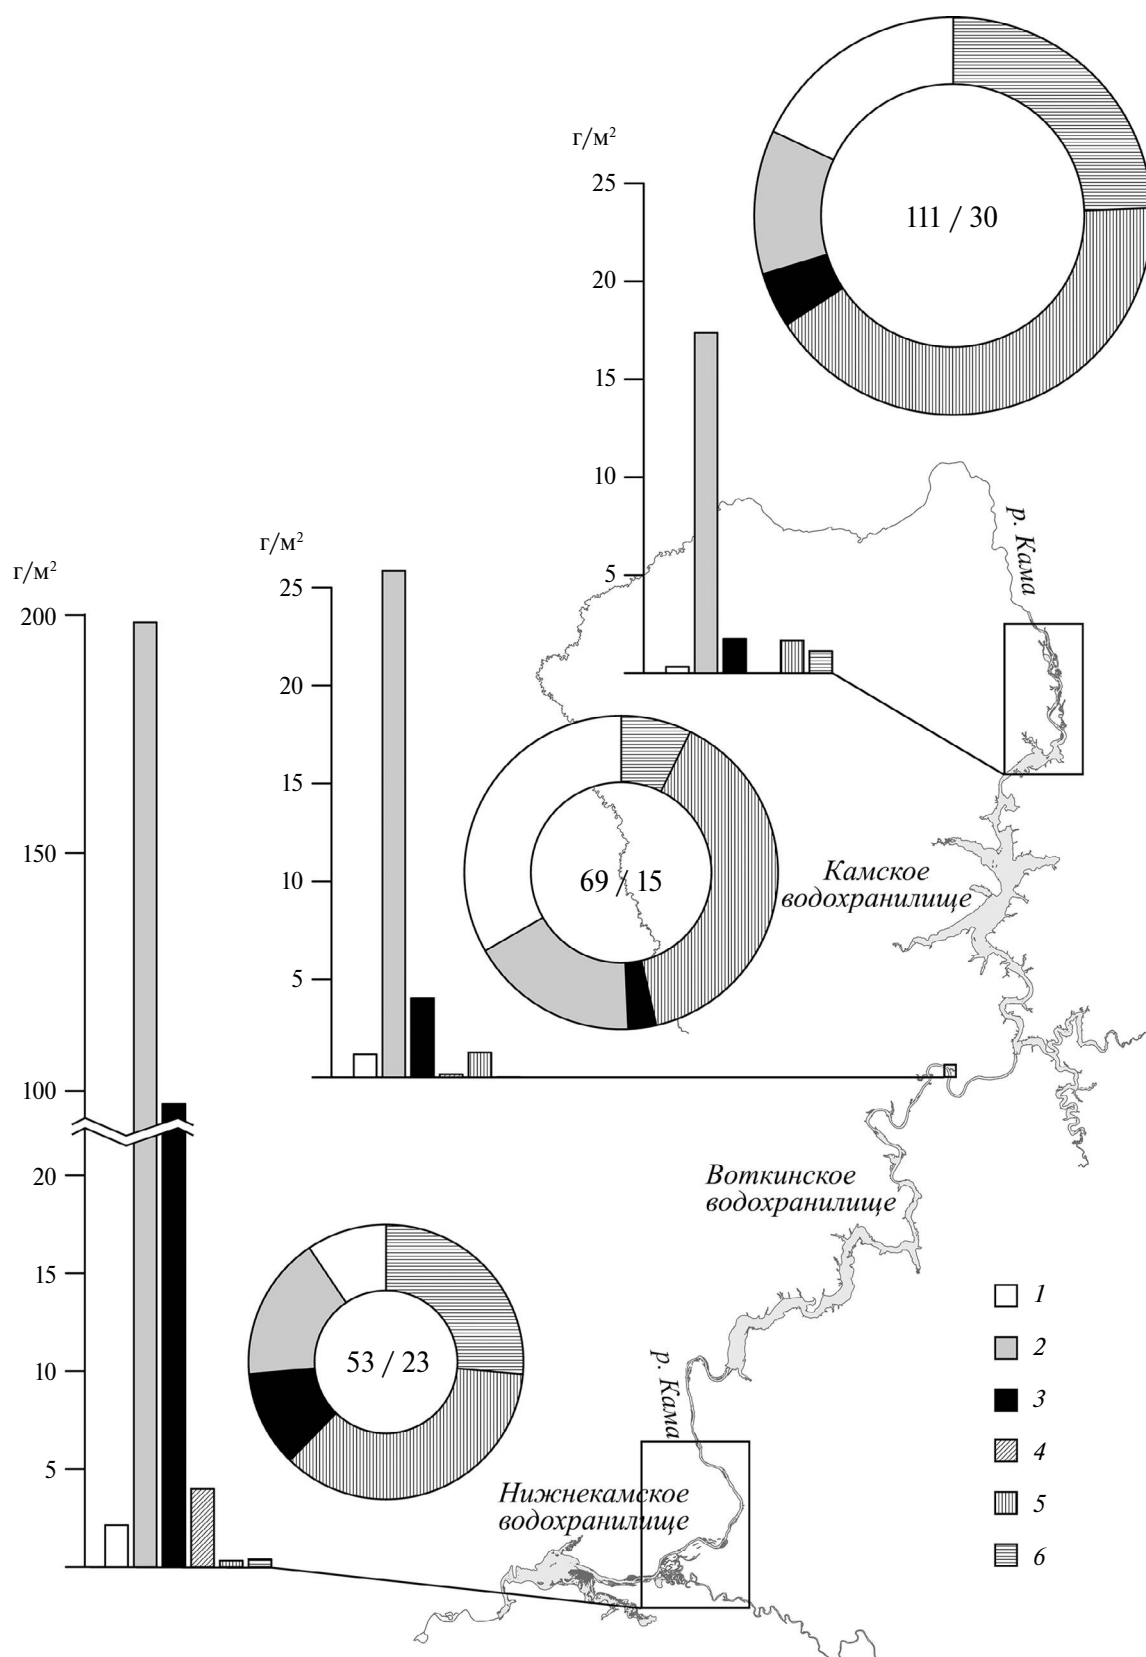 г/м²
25
20
15
10
5
111 / 30
р. Кама
г/м²
25
20
15
10
5
69 / 15
Камское
водохранилище
г/м²
200
150
100
20
15
10
5
53 / 23
Воткинское
водохранилище
р. Кама
Нижнекамское
водохранилище
1
2
3
4
5
6